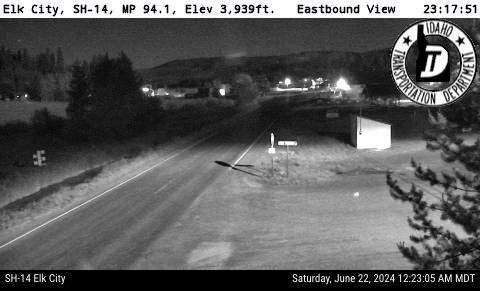 Elk City, SH-14, MP 94.1, Elev 3,939ft. Eastbound View 23:17:51
IDAHO
TRANSPORTATION DEPARTMENT
SH-14 Elk City Saturday, June 22, 2024 12:23:05 AM MDT